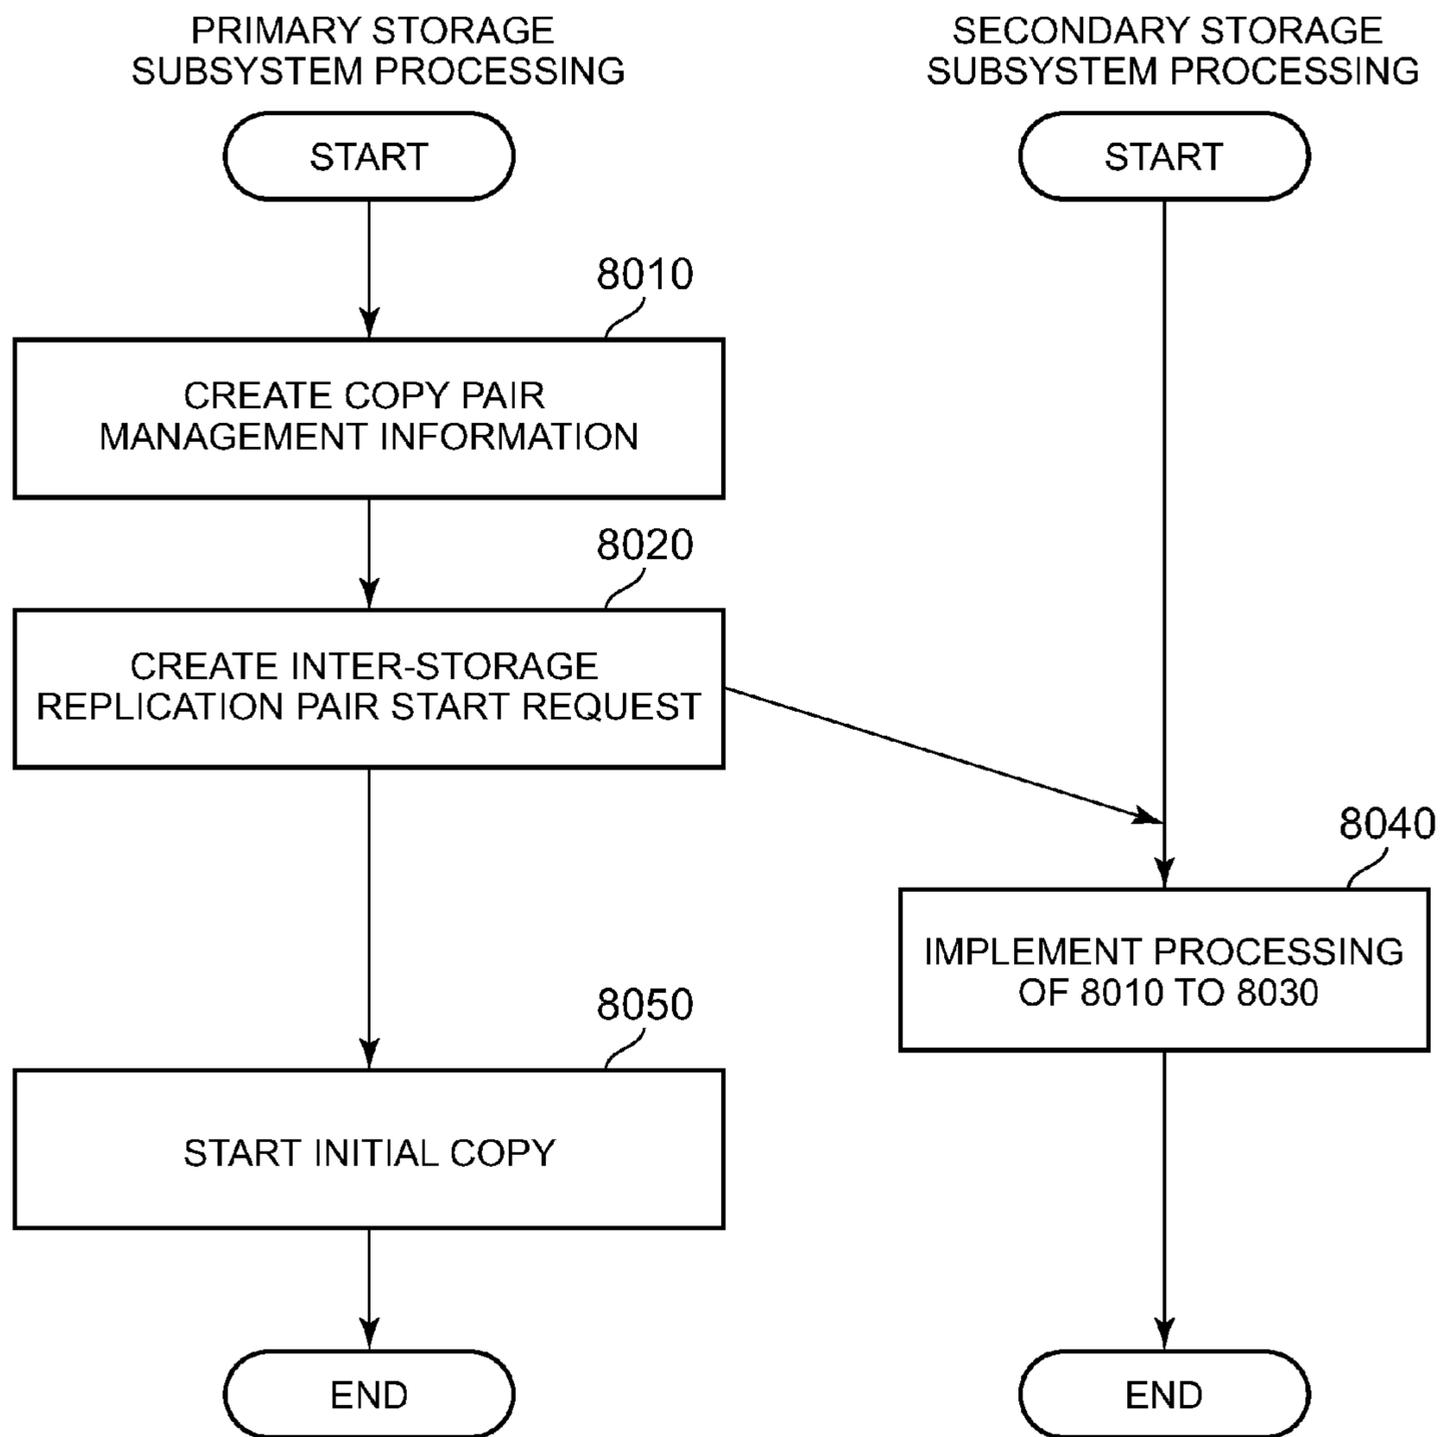 PRIMARY STORAGE
SUBSYSTEM PROCESSING
START
8010
CREATE COPY PAIR
MANAGEMENT INFORMATION
8020
CREATE INTER-STORAGE
REPLICATION PAIR START REQUEST
8050
START INITIAL COPY
END
SECONDARY STORAGE
SUBSYSTEM PROCESSING
START
8040
IMPLEMENT PROCESSING
OF 8010 TO 8030
END